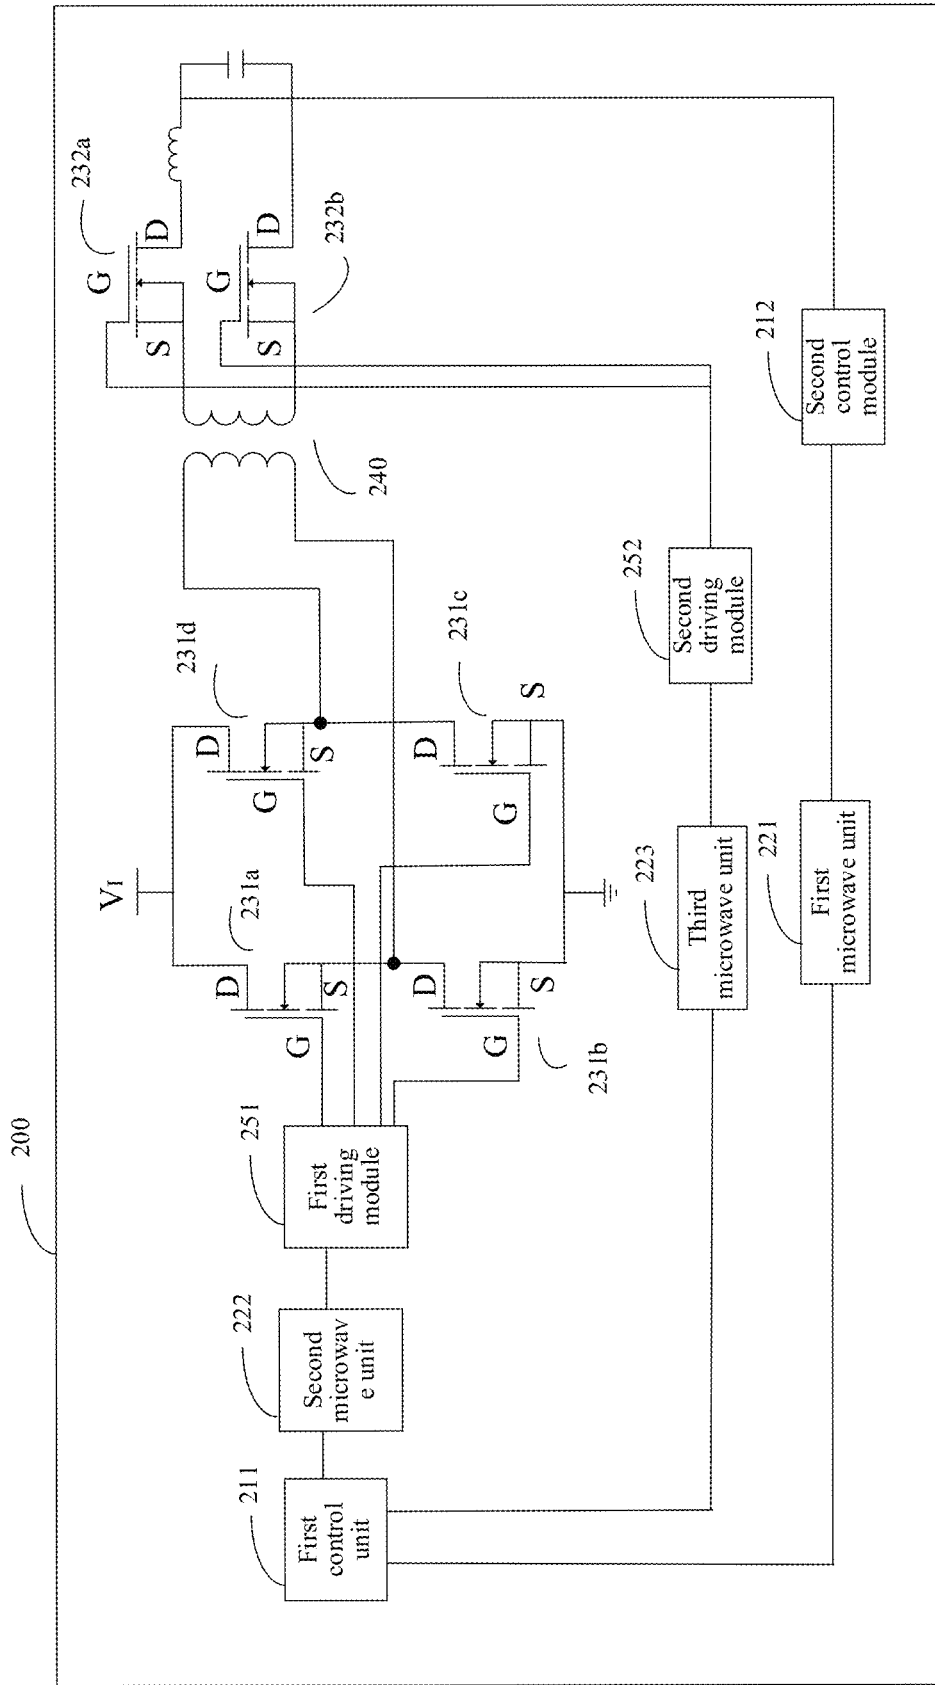 200
232a
G
D
S
G
D
S
232b
240
V_I
231d
D
G
S
231c
D
G
S
231a
D
G
S
D
G
S
231b
251
First
driving
module
222
Second
microwav
e unit
211
First
control
unit
252
Second
driving
module
212
Second
control
module
223
Third
microwave unit
221
First
microwave unit